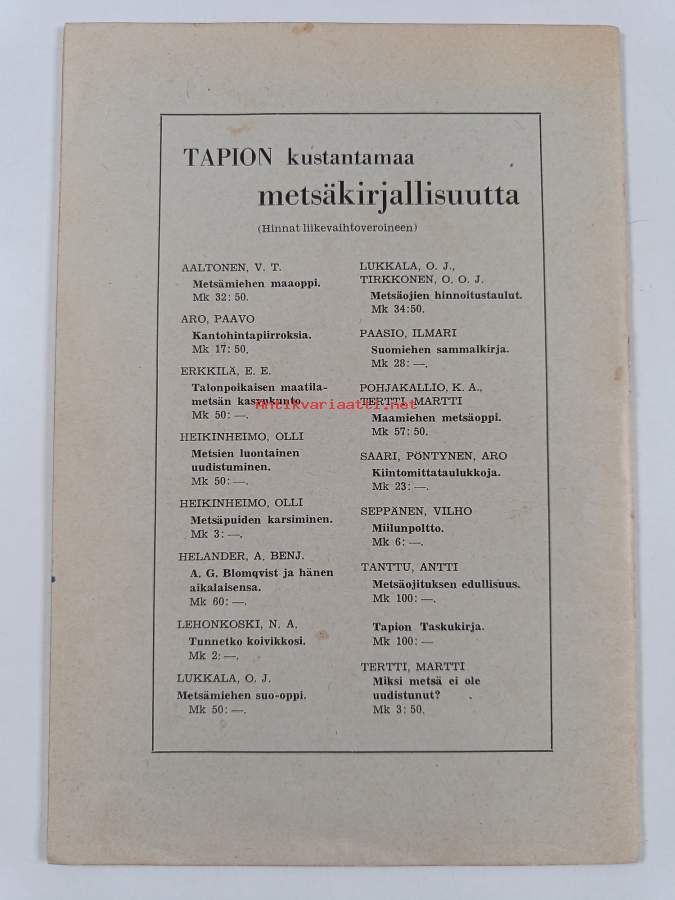 TAPION kustantamaa
metsäkirjallisuutta
(Hinnat liikevaihtoveroineen)
AALTONEN, V. T.
Metsämiehen maaoppi.
Mk 32: 50.
ARO, PAAVO
Kantohintapiirroksia.
Mk 17: 50.
ERKKILÄ, E. E.
Talonpoikaisen maatila-
metsän kasvukunto.
Mk 50: —.
HEIKINHEIMO, OLLI
Metsien luontainen
uudistuminen.
Mk 50: —.
HEIKINHEIMO, OLLI
Metsäpuiden karsiminen.
Mk 3: —.
HELANDER, A. BENJ.
A. G. Blomqvist ja hänen
aikalaisensa.
Mk 60: —.
LEHONKOSKI, N. A.
Tunnetko koivikkosi.
Mk 2: —.
LUKKALA, O. J.
Metsämiehen suo-oppi.
Mk 50: —.
LUKKALA, O. J.,
TIRKKONEN, O. O. J.
Metsäojien hinnoitustaulut.
Mk 34:50.
PAASIO, ILMARI
Suomiehen sammalkirja.
Mk 28: —.
POHJAKALLIO, K. A.,
TERTTI, MARTTI
Maamiehen metsäoppi.
Mk 57: 50.
SAARI, PÖNTYNEN, ARO
Kiintomittataulukkoja.
Mk 23: —.
SEPPÄNEN, VILHO
Miilunpoltto.
Mk 6: —.
TANTTU, ANTTI
Metsäojituksen edullisuus.
Mk 100: —.
Tapion Taskukirja.
Mk 100: —
TERTTI, MARTTI
Miksi metsä ei ole
uudistunut?
Mk 3: 50.
Antikvariaatti.net